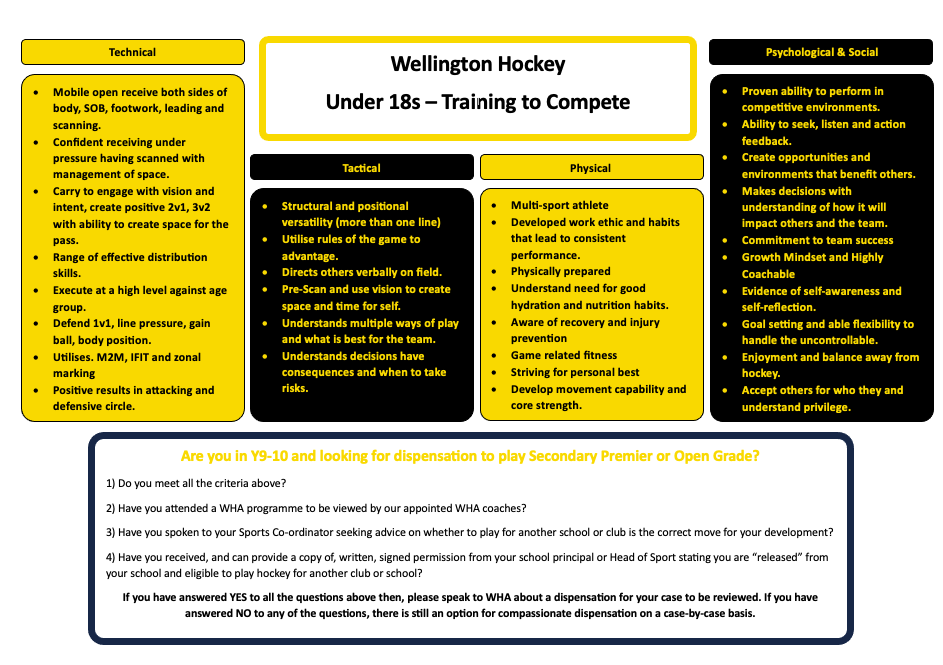 Technical
• Mobile open receive both sides of
body, SOB, footwork, leading and
scanning.
• Confident receiving under
pressure having scanned with
management of space.
• Carry to engage with vision and
intent, create positive 2v1, 3v2
with ability to create space for the
pass.
• Range of effective distribution
skills.
• Execute at a high level against age
group.
• Defend 1v1, line pressure, gain
ball, body position.
• Utilises. M2M, IFIT and zonal
marking
• Positive results in attacking and
defensive circle.
Wellington Hockey
Under 18s – Training to Compete
Tactical
• Structural and positional
versatility (more than one line)
• Utilise rules of the game to
advantage.
• Directs others verbally on field.
• Pre-Scan and use vision to create
space and time for self.
• Understands multiple ways of play
and what is best for the team.
• Understands decisions have
consequences and when to take
risks.
Physical
• Multi-sport athlete
• Developed work ethic and habits
that lead to consistent
performance.
• Physically prepared
• Understand need for good
hydration and nutrition habits.
• Aware of recovery and injury
prevention
• Game related fitness
• Striving for personal best
• Develop movement capability and
core strength.
Psychological & Social
• Proven ability to perform in
competitive environments.
• Ability to seek, listen and action
feedback.
• Create opportunities and
environments that benefit others.
• Makes decisions with
understanding of how it will
impact others and the team.
• Commitment to team success
• Growth Mindset and Highly
Coachable
• Evidence of self-awareness and
self-reflection.
• Goal setting and able flexibility to
handle the uncontrollable.
• Enjoyment and balance away from
hockey.
• Accept others for who they and
understand privilege.
Are you in Y9-10 and looking for dispensation to play Secondary Premier or Open Grade?
1) Do you meet all the criteria above?
2) Have you attended a WHA programme to be viewed by our appointed WHA coaches?
3) Have you spoken to your Sports Co-ordinator seeking advice on whether to play for another school or club is the correct move for your development?
4) Have you received, and can provide a copy of, written, signed permission from your school principal or Head of Sport stating you are “released” from
your school and eligible to play hockey for another club or school?
If you have answered YES to all the questions above then, please speak to WHA about a dispensation for your case to be reviewed. If you have
answered NO to any of the questions, there is still an option for compassionate dispensation on a case-by-case basis.